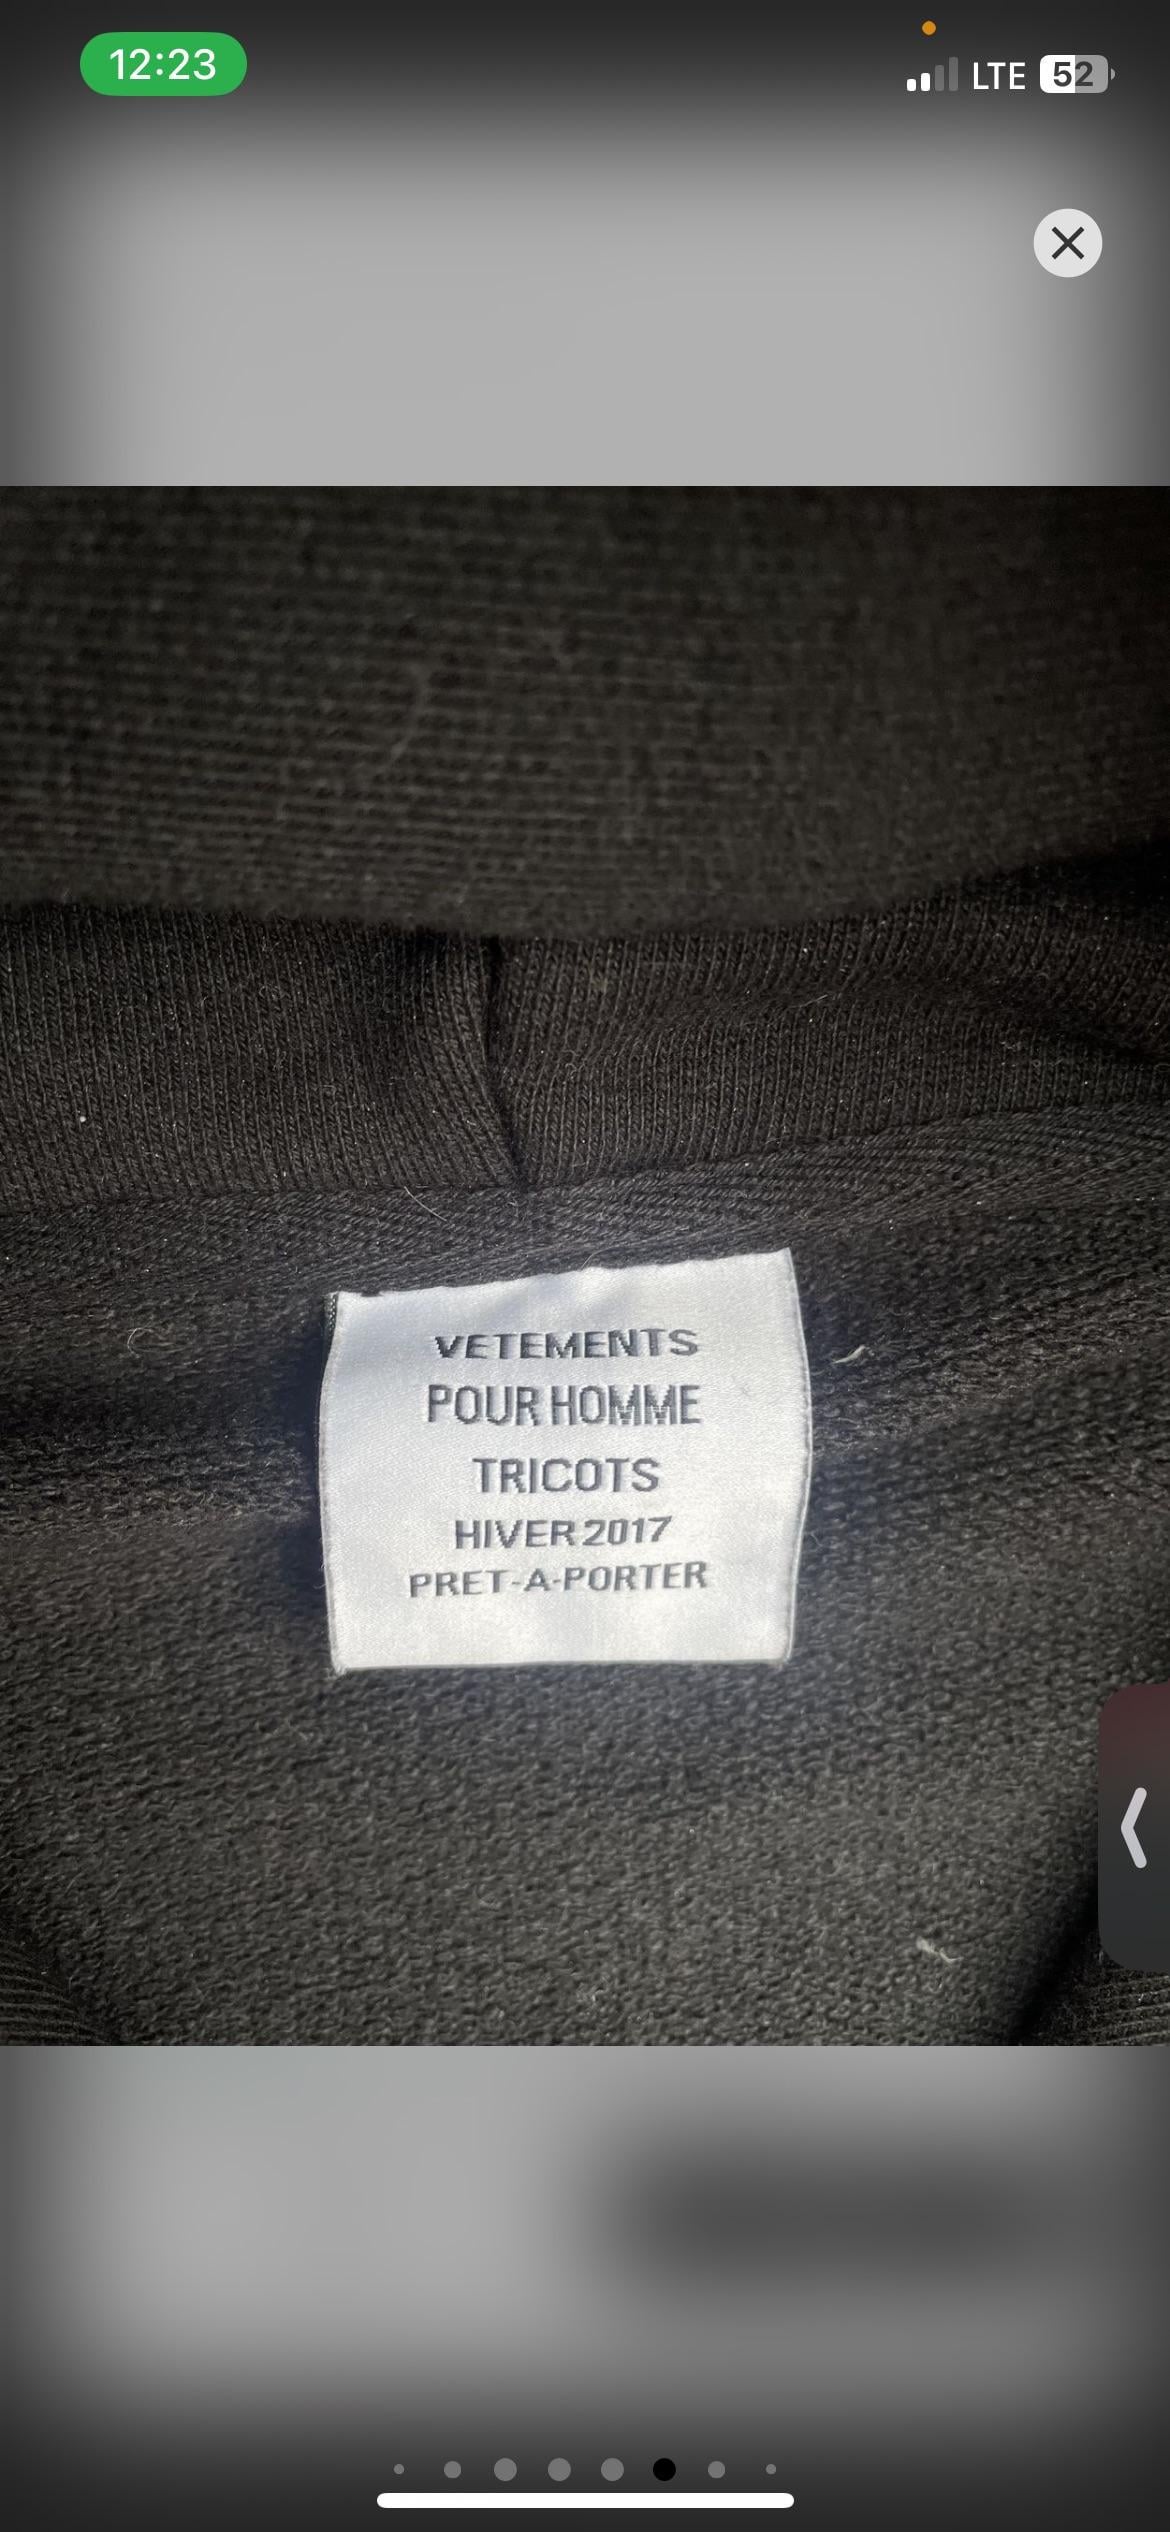 12:23
LTE 52
VETEMENTS
POUR HOMME
TRICOTS
HIVER 2017
PRET-A-PORTER